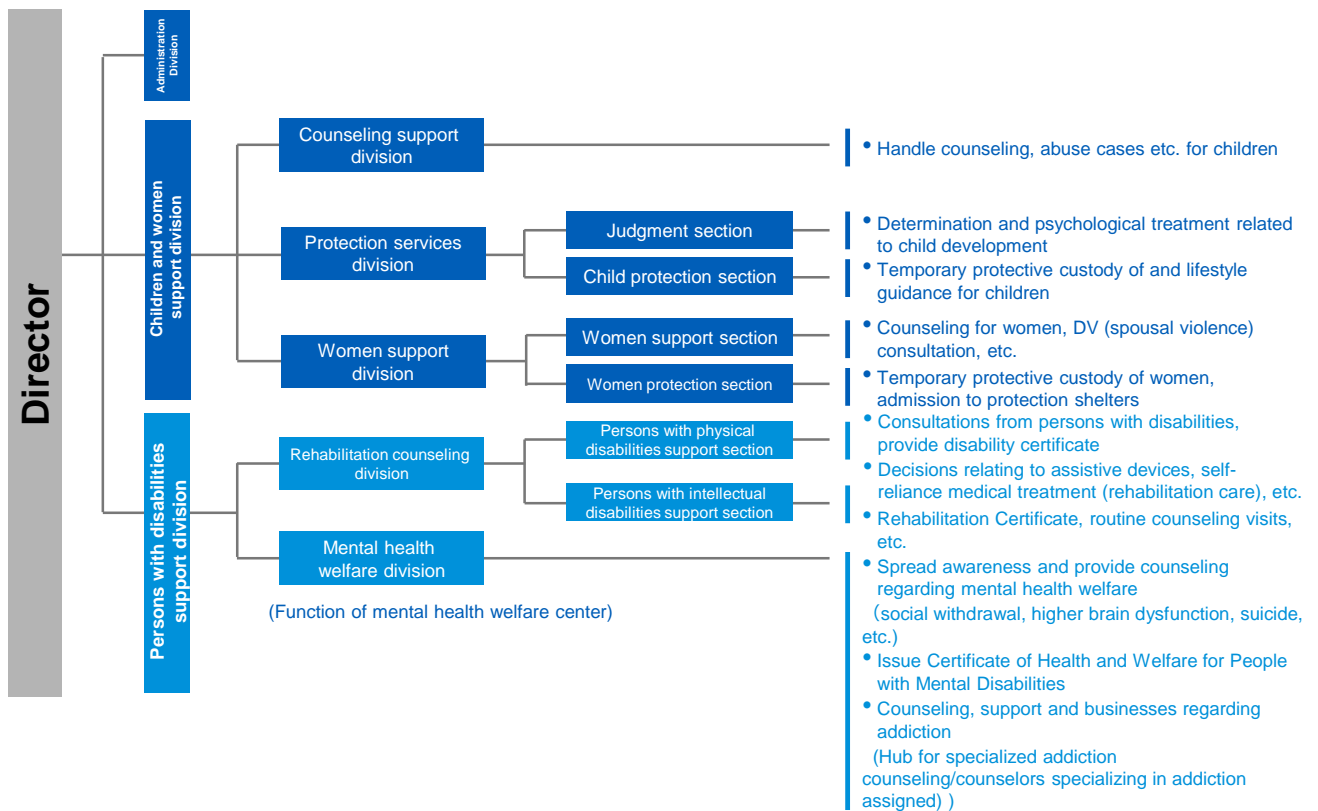 Director
Administration
Division
Children and women
support division
Counseling support
division
• Handle counseling, abuse cases etc. for children
Protection services
division
Judgment section
• Determination and psychological treatment related
to child development
Child protection section
• Temporary protective custody of and lifestyle
guidance for children
Women support
division
Women support section
• Counseling for women, DV (spousal violence)
consultation, etc.
Women protection section
• Temporary protective custody of women,
admission to protection shelters
Persons with disabilities
support division
Rehabilitation counseling
division
Persons with physical
disabilities support section
• Consultations from persons with disabilities,
provide disability certificate
• Decisions relating to assistive devices, self-
reliance medical treatment (rehabilitation care), etc.
Persons with intellectual
disabilities support section
• Rehabilitation Certificate, routine counseling visits,
etc.
Mental health
welfare division
(Function of mental health welfare center)
• Spread awareness and provide counseling
regarding mental health welfare
（social withdrawal, higher brain dysfunction, suicide,
etc.)
• Issue Certificate of Health and Welfare for People
with Mental Disabilities
• Counseling, support and businesses regarding
addiction
(Hub for specialized addiction
counseling/counselors specializing in addiction
assigned) )